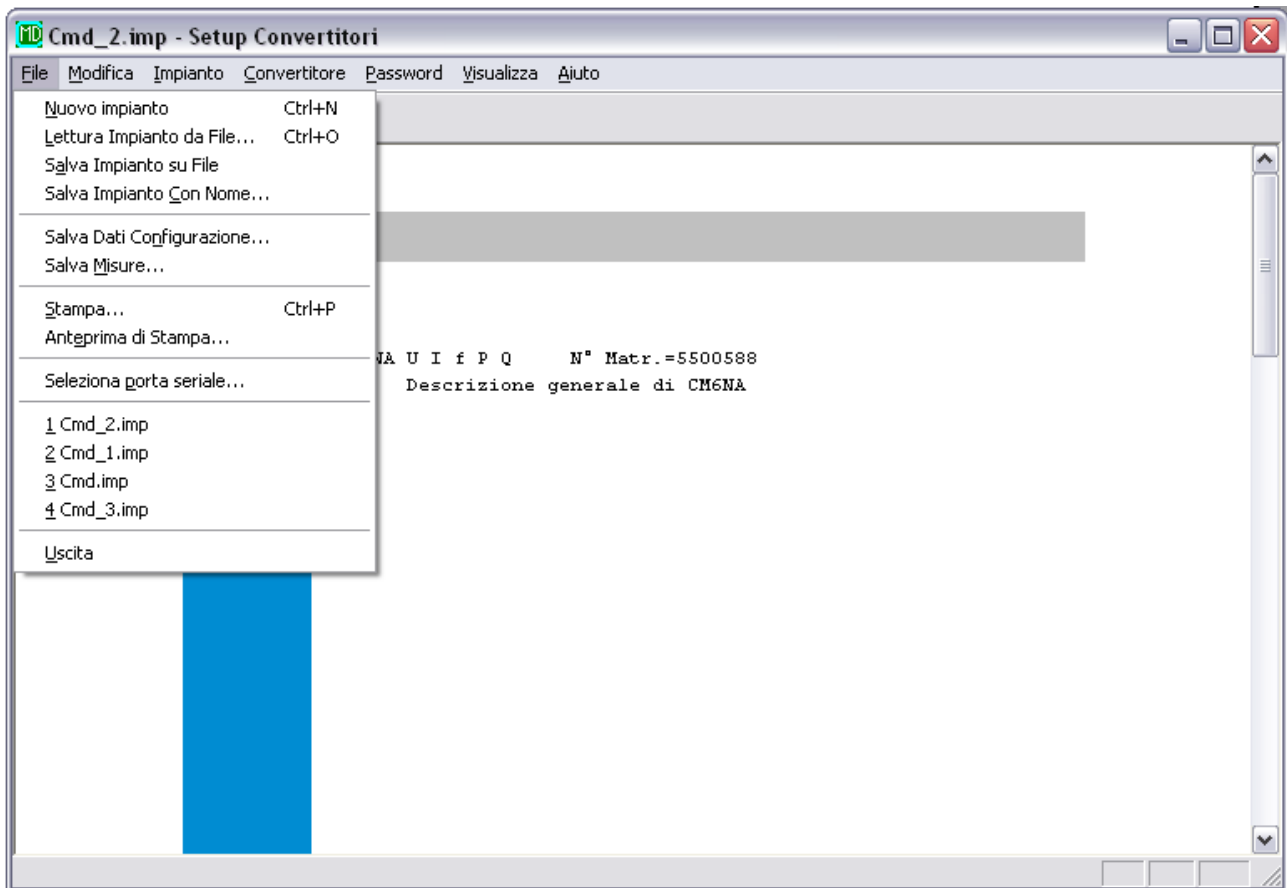 MD Cmd_2.imp - Setup Convertitori
File Modifica Impianto Convertitore Password Visualizza Aiuto
Nuovo impianto Ctrl+N
Lettura Impianto da File... Ctrl+O
Salva Impianto su File
Salva Impianto Con Nome...
Salva Dati Configurazione...
Salva Misure...
Stampa... Ctrl+P
Anteprima di Stampa...
Seleziona porta seriale...
1 Cmd_2.imp
2 Cmd_1.imp
3 Cmd.imp
4 Cmd_3.imp
Uscita
NA U I f P Q N° Matr.=5500588
Descrizione generale di CM6NA